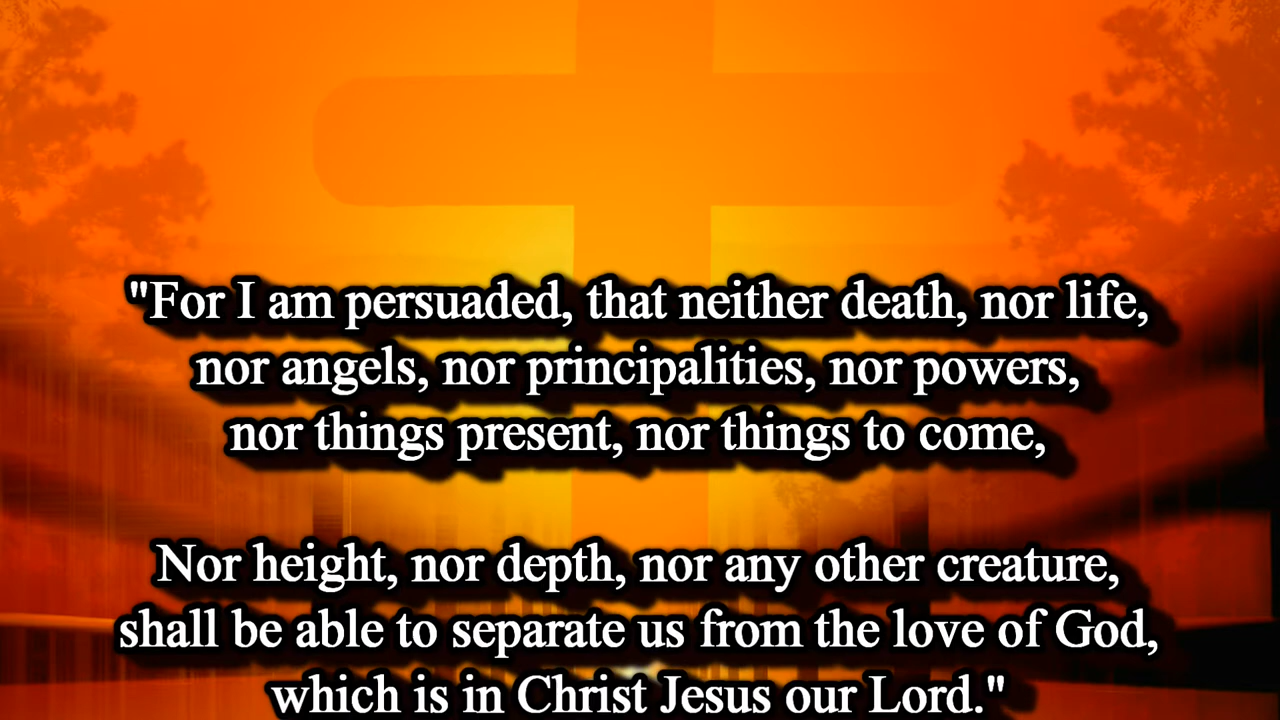 "For I am persuaded, that neither death, nor life,
nor angels, nor principalities, nor powers,
nor things present, nor things to come,
Nor height, nor depth, nor any other creature,
shall be able to separate us from the love of God,
which is in Christ Jesus our Lord."